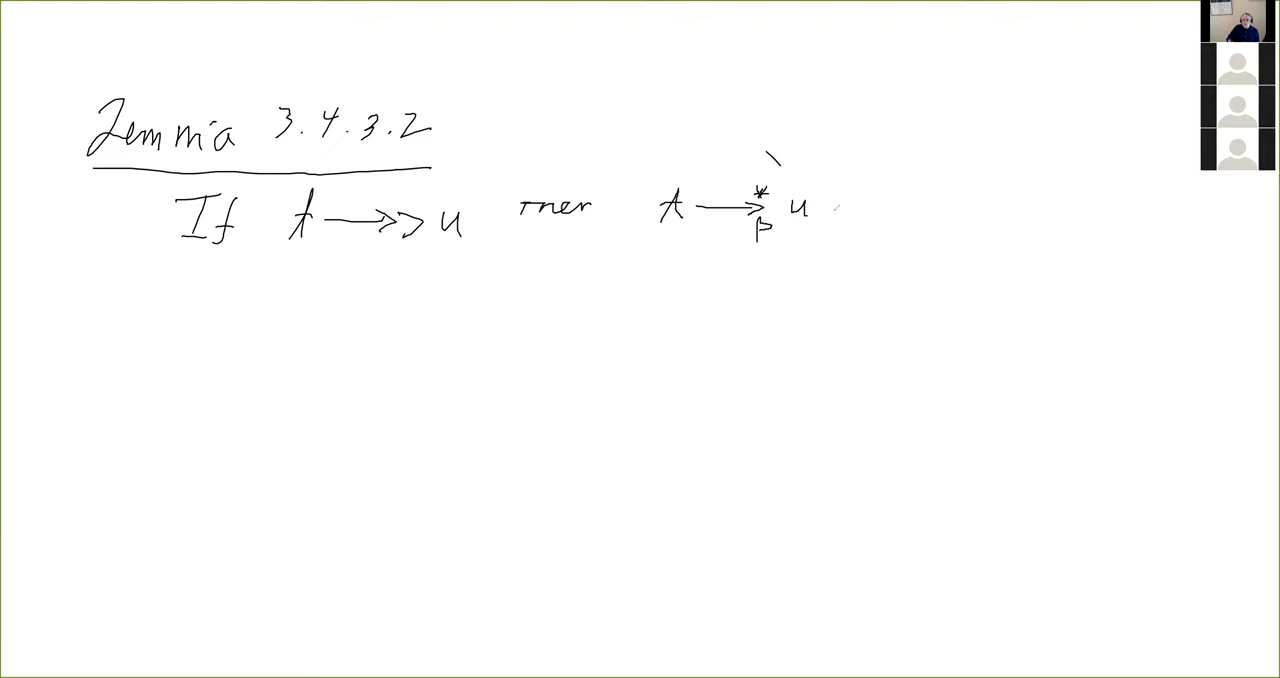 Lemma 3.4.3.2
If t →>> u then t →*β u